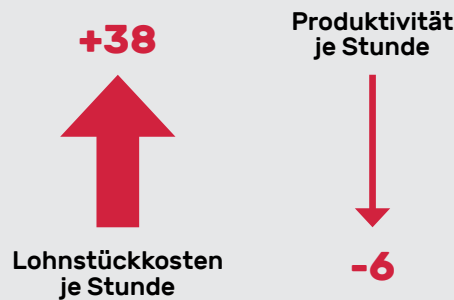 +38
Lohnstückkosten
je Stunde
Produktivität
je Stunde
-6